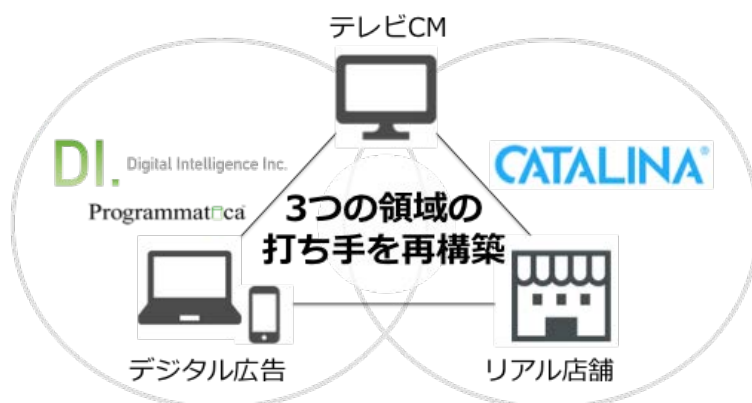 テレビCM
DI. Digital Intelligence Inc.
Programmatica
CATALINA®
3つの領域の
打ち手を再構築
デジタル広告
リアル店舗